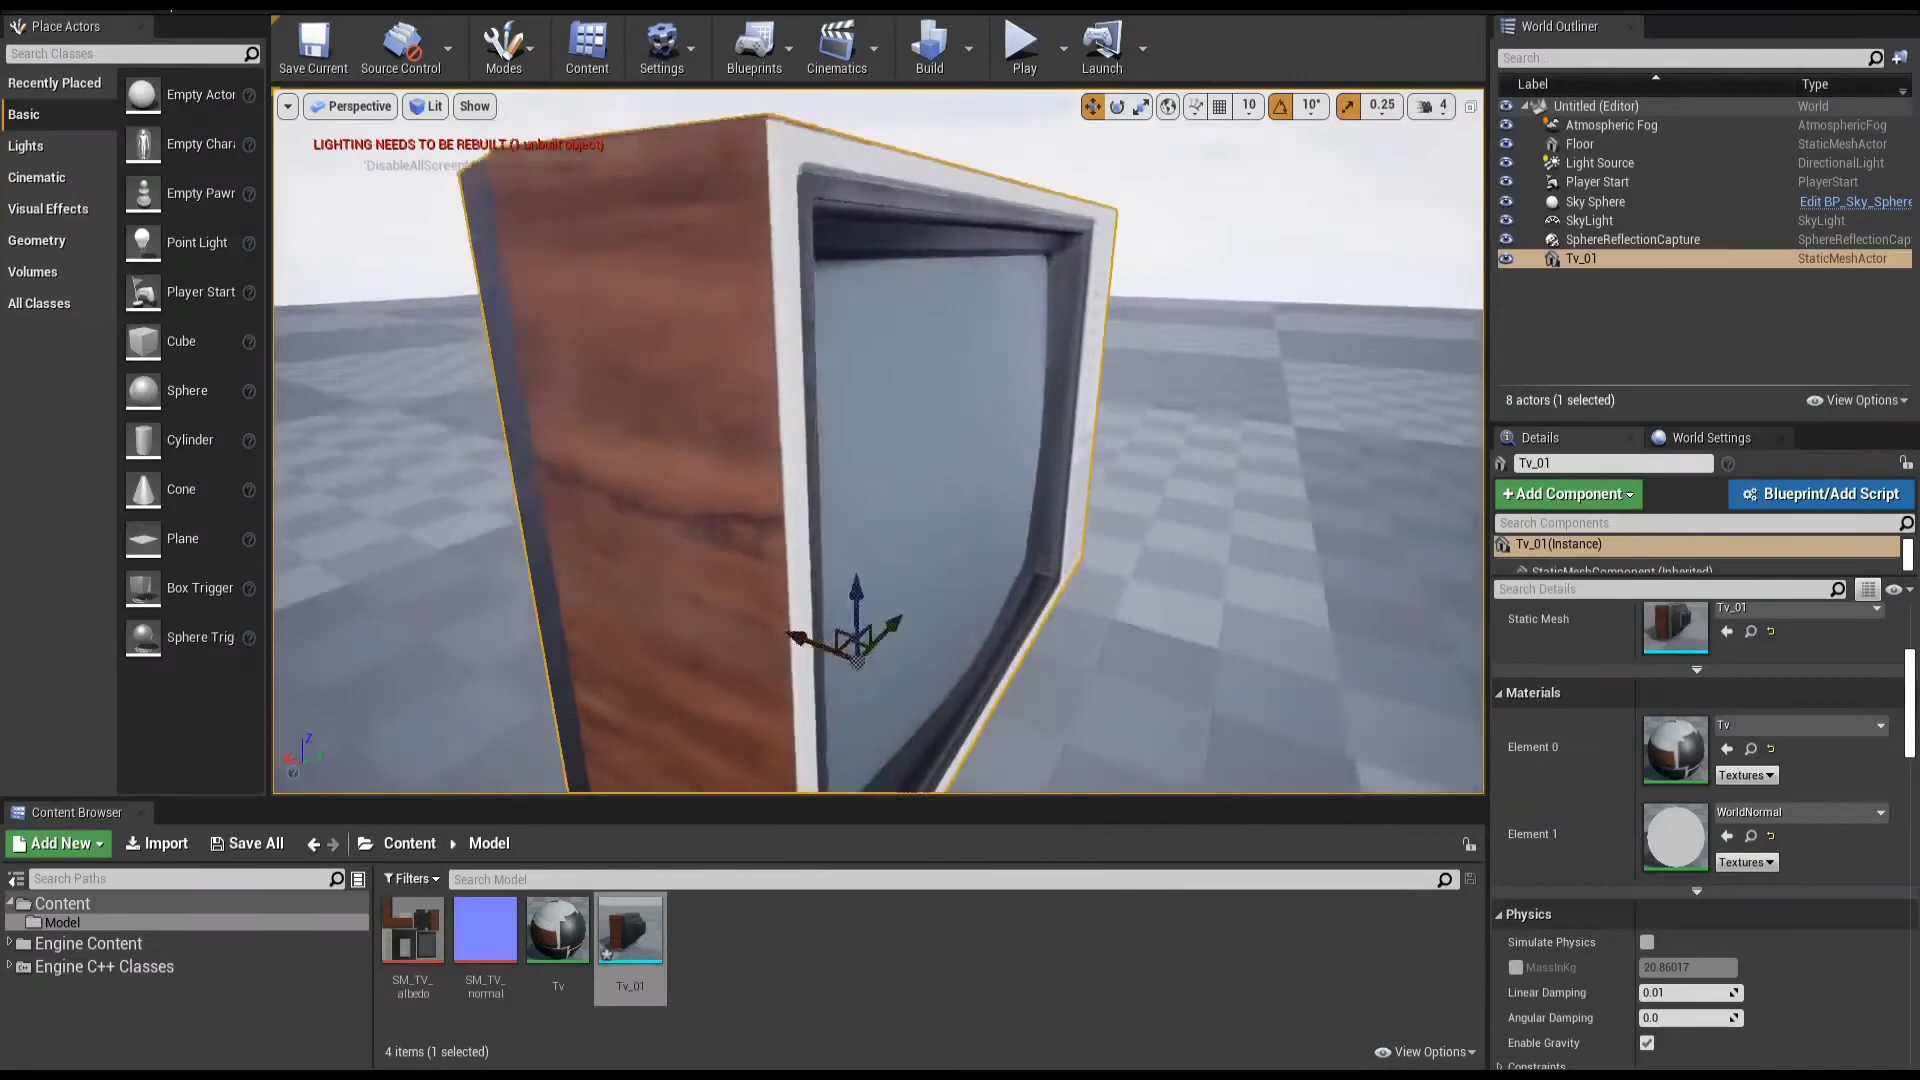 Place Actors
Search Classes
Recently Placed
Basic
Lights
Cinematic
Visual Effects
Geometry
Volumes
All Classes
Empty Actor
Empty Char
Empty Pawn
Point Light
Player Start
Cube
Sphere
Cylinder
Cone
Plane
Box Trigger
Sphere Trig
Save Current
Source Control
Modes
Content
Settings
Blueprints
Cinematics
Build
Play
Launch
Perspective
Lit
Show
10
10°
0.25
4
LIGHTING NEEDS TO BE REBUILT (1 unbuilt object)
'DisableAllScreen
Z
World Outliner
Search...
Label
Type
Untitled (Editor)
World
Atmospheric Fog
AtmosphericFog
Floor
StaticMeshActor
Light Source
DirectionalLight
Player Start
PlayerStart
Sky Sphere
Edit BP_Sky_Sphere
SkyLight
SkyLight
SphereReflectionCapture
SphereReflectionCap
Tv_01
StaticMeshActor
8 actors (1 selected)
View Options
Details
World Settings
Tv_01
+Add Component
Blueprint/Add Script
Search Components
Tv_01(Instance)
StaticMeshComponent (Inherited)
Search Details
Static Mesh
Tv_01
Materials
Element 0
Tv
Textures
Element 1
WorldNormal
Textures
Physics
Simulate Physics
MassInKg
20.86017
Linear Damping
0.01
Angular Damping
0.0
Enable Gravity
Constraints
Content Browser
Add New
Import
Save All
Content
Model
Search Paths
Content
Model
Engine Content
Engine C++ Classes
Filters
Search Model
SM_TV_
albedo
SM_TV_
normal
Tv
Tv_01
4 items (1 selected)
View Options